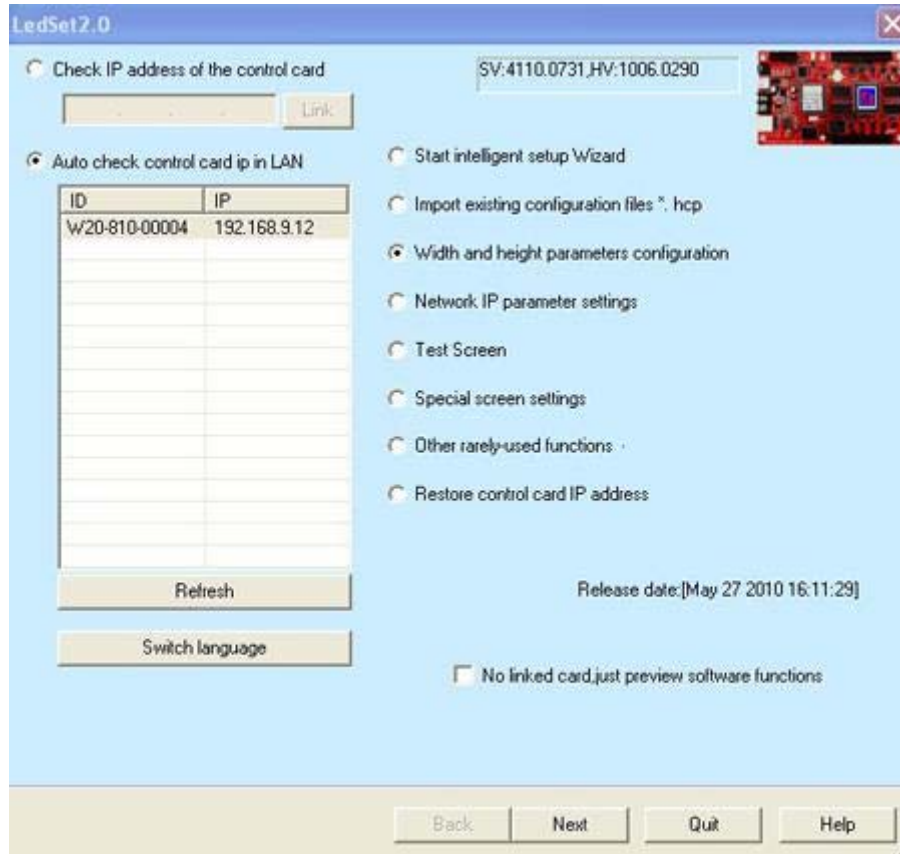 LedSet2.0
Check IP address of the control card
SV:4110.0731,HV:1006.0290
Link
Auto check control card ip in LAN
ID IP
W20-810-00004 192.168.9.12
Start intelligent setup Wizard
Import existing configuration files *. hcp
Width and height parameters configuration
Network IP parameter settings
Test Screen
Special screen settings
Other rarely-used functions
Restore control card IP address
Refresh
Release date:[May 27 2010 16:11:29]
Switch language
No linked card,just preview software functions
Back Next Quit Help